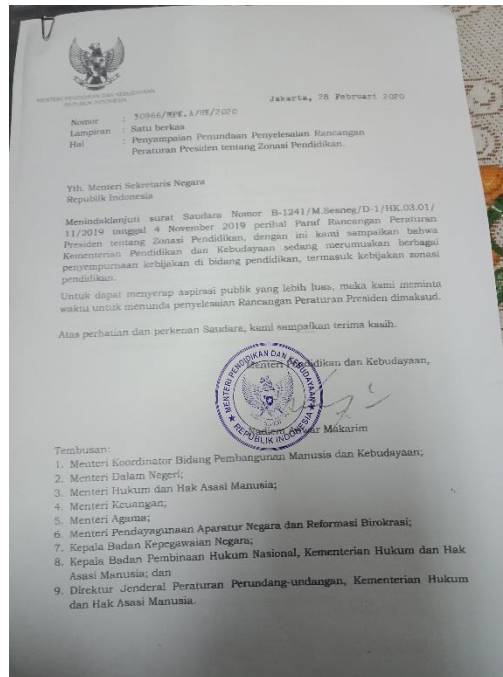 MENTERI PENDIDIKAN DAN KEBUDAYAAN
REPUBLIK INDONESIA
Jakarta, 28 Februari 2020
Nomor : 30966/MPK.A/HK/2020
Lampiran : Satu berkas
Hal : Penyampaian Penundaan Penyelesaian Rancangan
Peraturan Presiden tentang Zonasi Pendidikan.
Yth. Menteri Sekretaris Negara
Republik Indonesia
Menindaklanjuti surat Saudara Nomor B-1241/M.Sesneg/D-1/HK.03.01/
11/2019 tanggal 4 November 2019 perihal Paraf Rancangan Peraturan
Presiden tentang Zonasi Pendidikan, dengan ini kami sampaikan bahwa
Kementerian Pendidikan dan Kebudayaan sedang merumuskan berbagai
penyempurnaan kebijakan di bidang pendidikan, termasuk kebijakan zonasi
pendidikan.
Untuk dapat menyerap aspirasi publik yang lebih luas, maka kami meminta
waktu untuk menunda penyelesaian Rancangan Peraturan Presiden dimaksud.
Atas perhatian dan perkenan Saudara, kami sampaikan terima kasih.
Menteri Pendidikan dan Kebudayaan,
MENTERI PENDIDIKAN DAN KEBUDAYAAN
REPUBLIK INDONESIA
Nadiem Anwar Makarim
Tembusan:
1. Menteri Koordinator Bidang Pembangunan Manusia dan Kebudayaan;
2. Menteri Dalam Negeri;
3. Menteri Hukum dan Hak Asasi Manusia;
4. Menteri Keuangan;
5. Menteri Agama;
6. Menteri Pendayagunaan Aparatur Negara dan Reformasi Birokrasi;
7. Kepala Badan Kepegawaian Negara;
8. Kepala Badan Pembinaan Hukum Nasional, Kementerian Hukum dan Hak
Asasi Manusia; dan
9. Direktur Jenderal Peraturan Perundang-undangan, Kementerian Hukum
dan Hak Asasi Manusia.